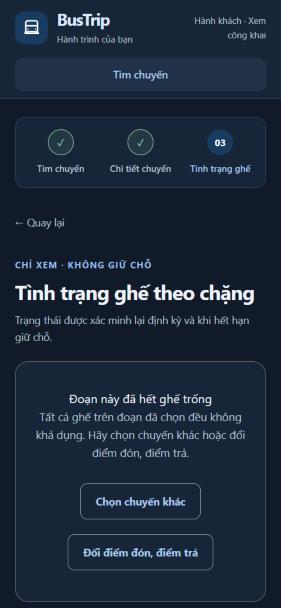 BusTrip
Hành trình của bạn
Hành khách · Xem
công khai
Tìm chuyến
✓
✓
03
Tìm chuyến
Chi tiết chuyến
Tình trạng ghế
← Quay lại
CHỈ XEM · KHÔNG GIỮ CHỖ
Tình trạng ghế theo chặng
Trạng thái được xác minh lại định kỳ và khi hết hạn
giữ chỗ.
Đoạn này đã hết ghế trống
Tất cả ghế trên đoạn đã chọn đều không
khả dụng. Hãy chọn chuyến khác hoặc đổi
điểm đón, điểm trả.
Chọn chuyến khác
Đổi điểm đón, điểm trả